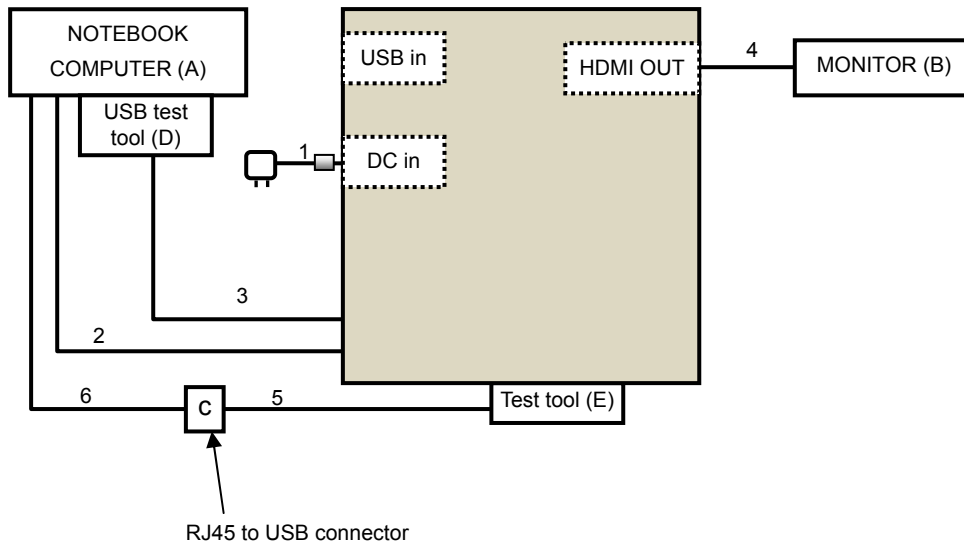 NOTEBOOK
COMPUTER (A)
USB test
tool (D)
USB in
HDMI OUT
4
MONITOR (B)
1
DC in
3
2
6
C
5
Test tool (E)
RJ45 to USB connector